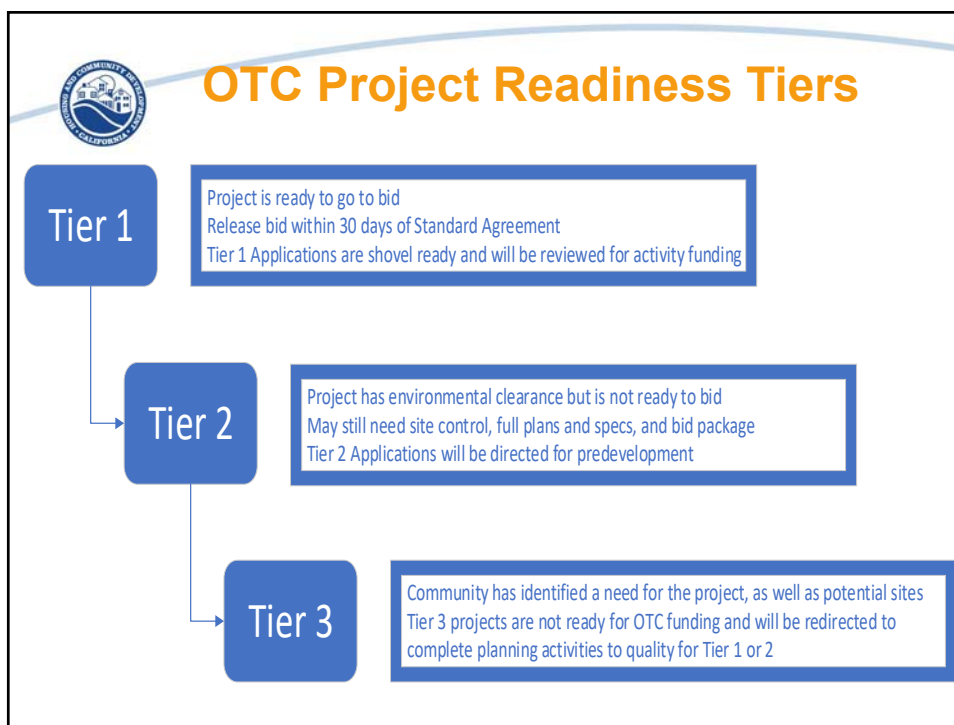 OTC Project Readiness Tiers
HOUSING AND COMMUNITY DEVELOPMENT
• CALIFORNIA •
Tier 1
Project is ready to go to bid
Release bid within 30 days of Standard Agreement
Tier 1 Applications are shovel ready and will be reviewed for activity funding
Tier 2
Project has environmental clearance but is not ready to bid
May still need site control, full plans and specs, and bid package
Tier 2 Applications will be directed for predevelopment
Tier 3
Community has identified a need for the project, as well as potential sites
Tier 3 projects are not ready for OTC funding and will be redirected to
complete planning activities to quality for Tier 1 or 2